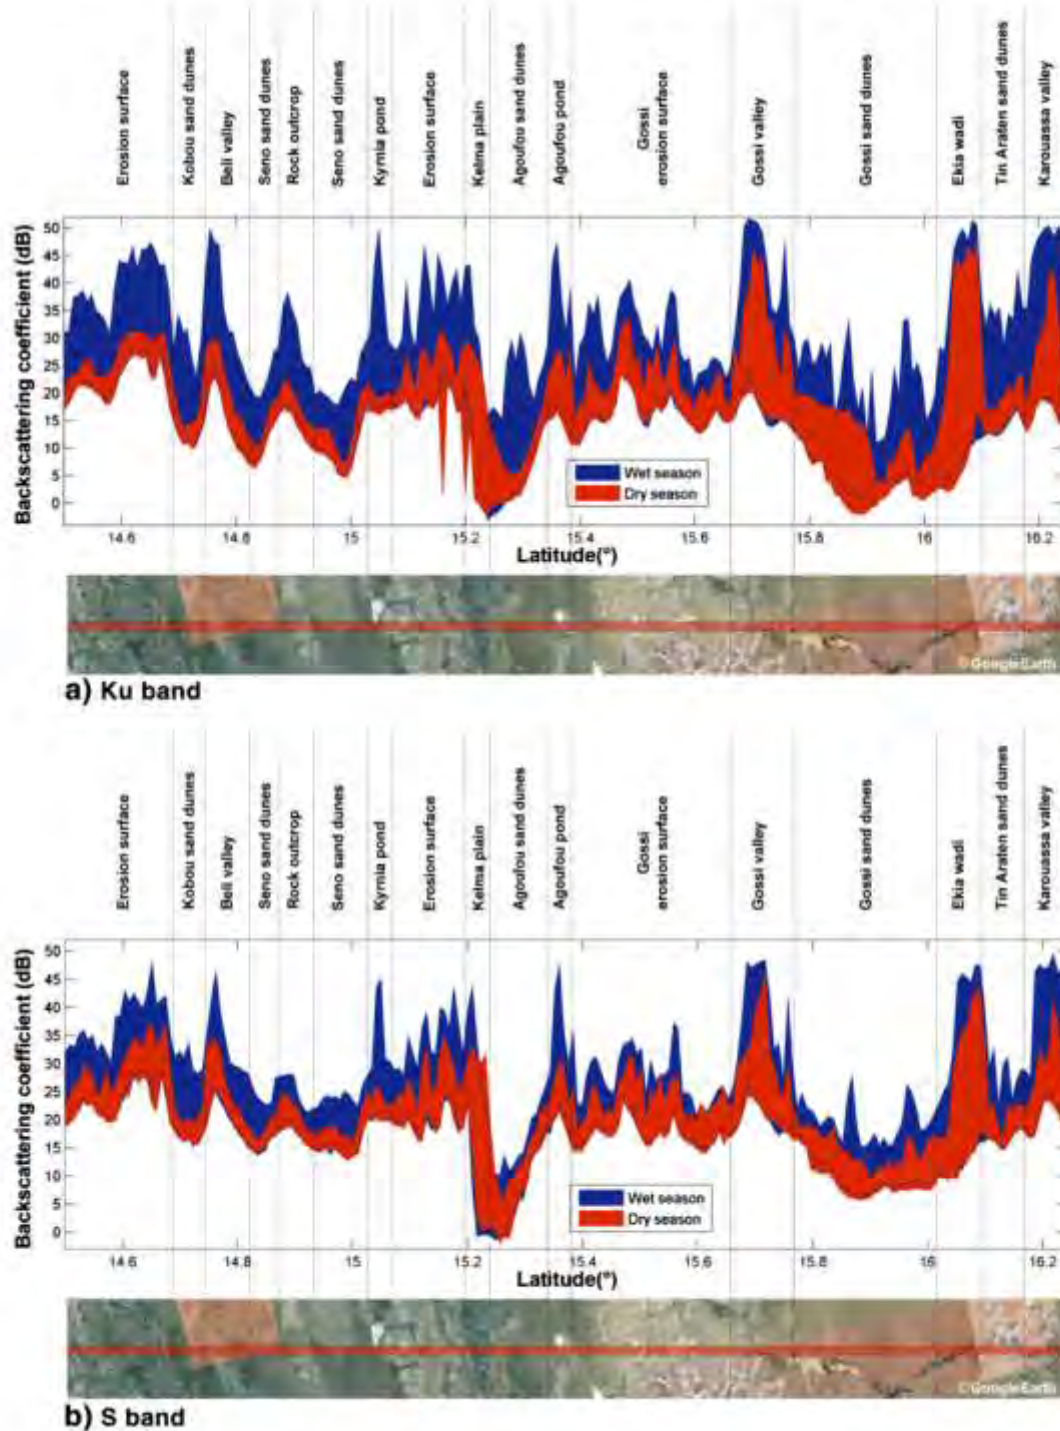 Erosion surface
Kobou sand dunes
Beli valley
Seno sand dunes
Rock outcrop
Seno sand dunes
Kyrnia pond
Erosion surface
Kelma plain
Agoufou sand dunes
Agoufou pond
Gossi
erosion surface
Gossi valley
Gossi sand dunes
Ekia wadi
Tin Araten sand dunes
Karouassa valley
Backscattering coefficient (dB)
50
45
40
35
30
25
20
15
10
5
0
Wet season
Dry season
14.6 14.8 15 15.2 15.4 15.6 15.8 16 16.2
Latitude(°)
©GoogleEarth
a) Ku band
Erosion surface
Kobou sand dunes
Beli valley
Seno sand dunes
Rock outcrop
Seno sand dunes
Kyrnia pond
Erosion surface
Kelma plain
Agoufou sand dunes
Agoufou pond
Gossi
erosion surface
Gossi valley
Gossi sand dunes
Ekia wadi
Tin Araten sand dunes
Karouassa valley
Backscattering coefficient (dB)
50
45
40
35
30
25
20
15
10
5
0
Wet season
Dry season
14.6 14.8 15 15.2 15.4 15.6 15.8 16 16.2
Latitude(°)
©GoogleEarth
b) S band